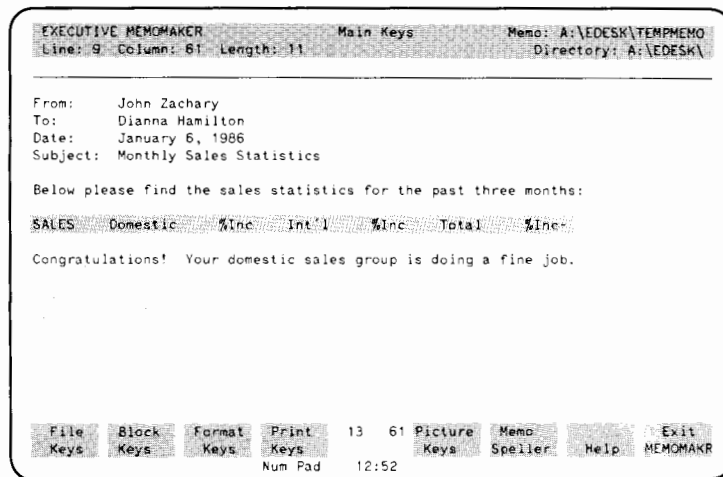 EXECUTIVE MEMOMAKER Main Keys Memo: A:\EDESK\TEMPMEMO
Line: 9 Column: 61 Length: 11 Directory: A:\EDESK\
From: John Zachary
To: Dianna Hamilton
Date: January 6, 1986
Subject: Monthly Sales Statistics
Below please find the sales statistics for the past three months:
SALES Domestic %Inc Int'l %Inc Total %Inc-
Congratulations! Your domestic sales group is doing a fine job.
File Block Format Print 13 61 Picture Memo Exit
Keys Keys Keys Keys Keys Speller Help MEMOMAKR
Num Pad 12:52